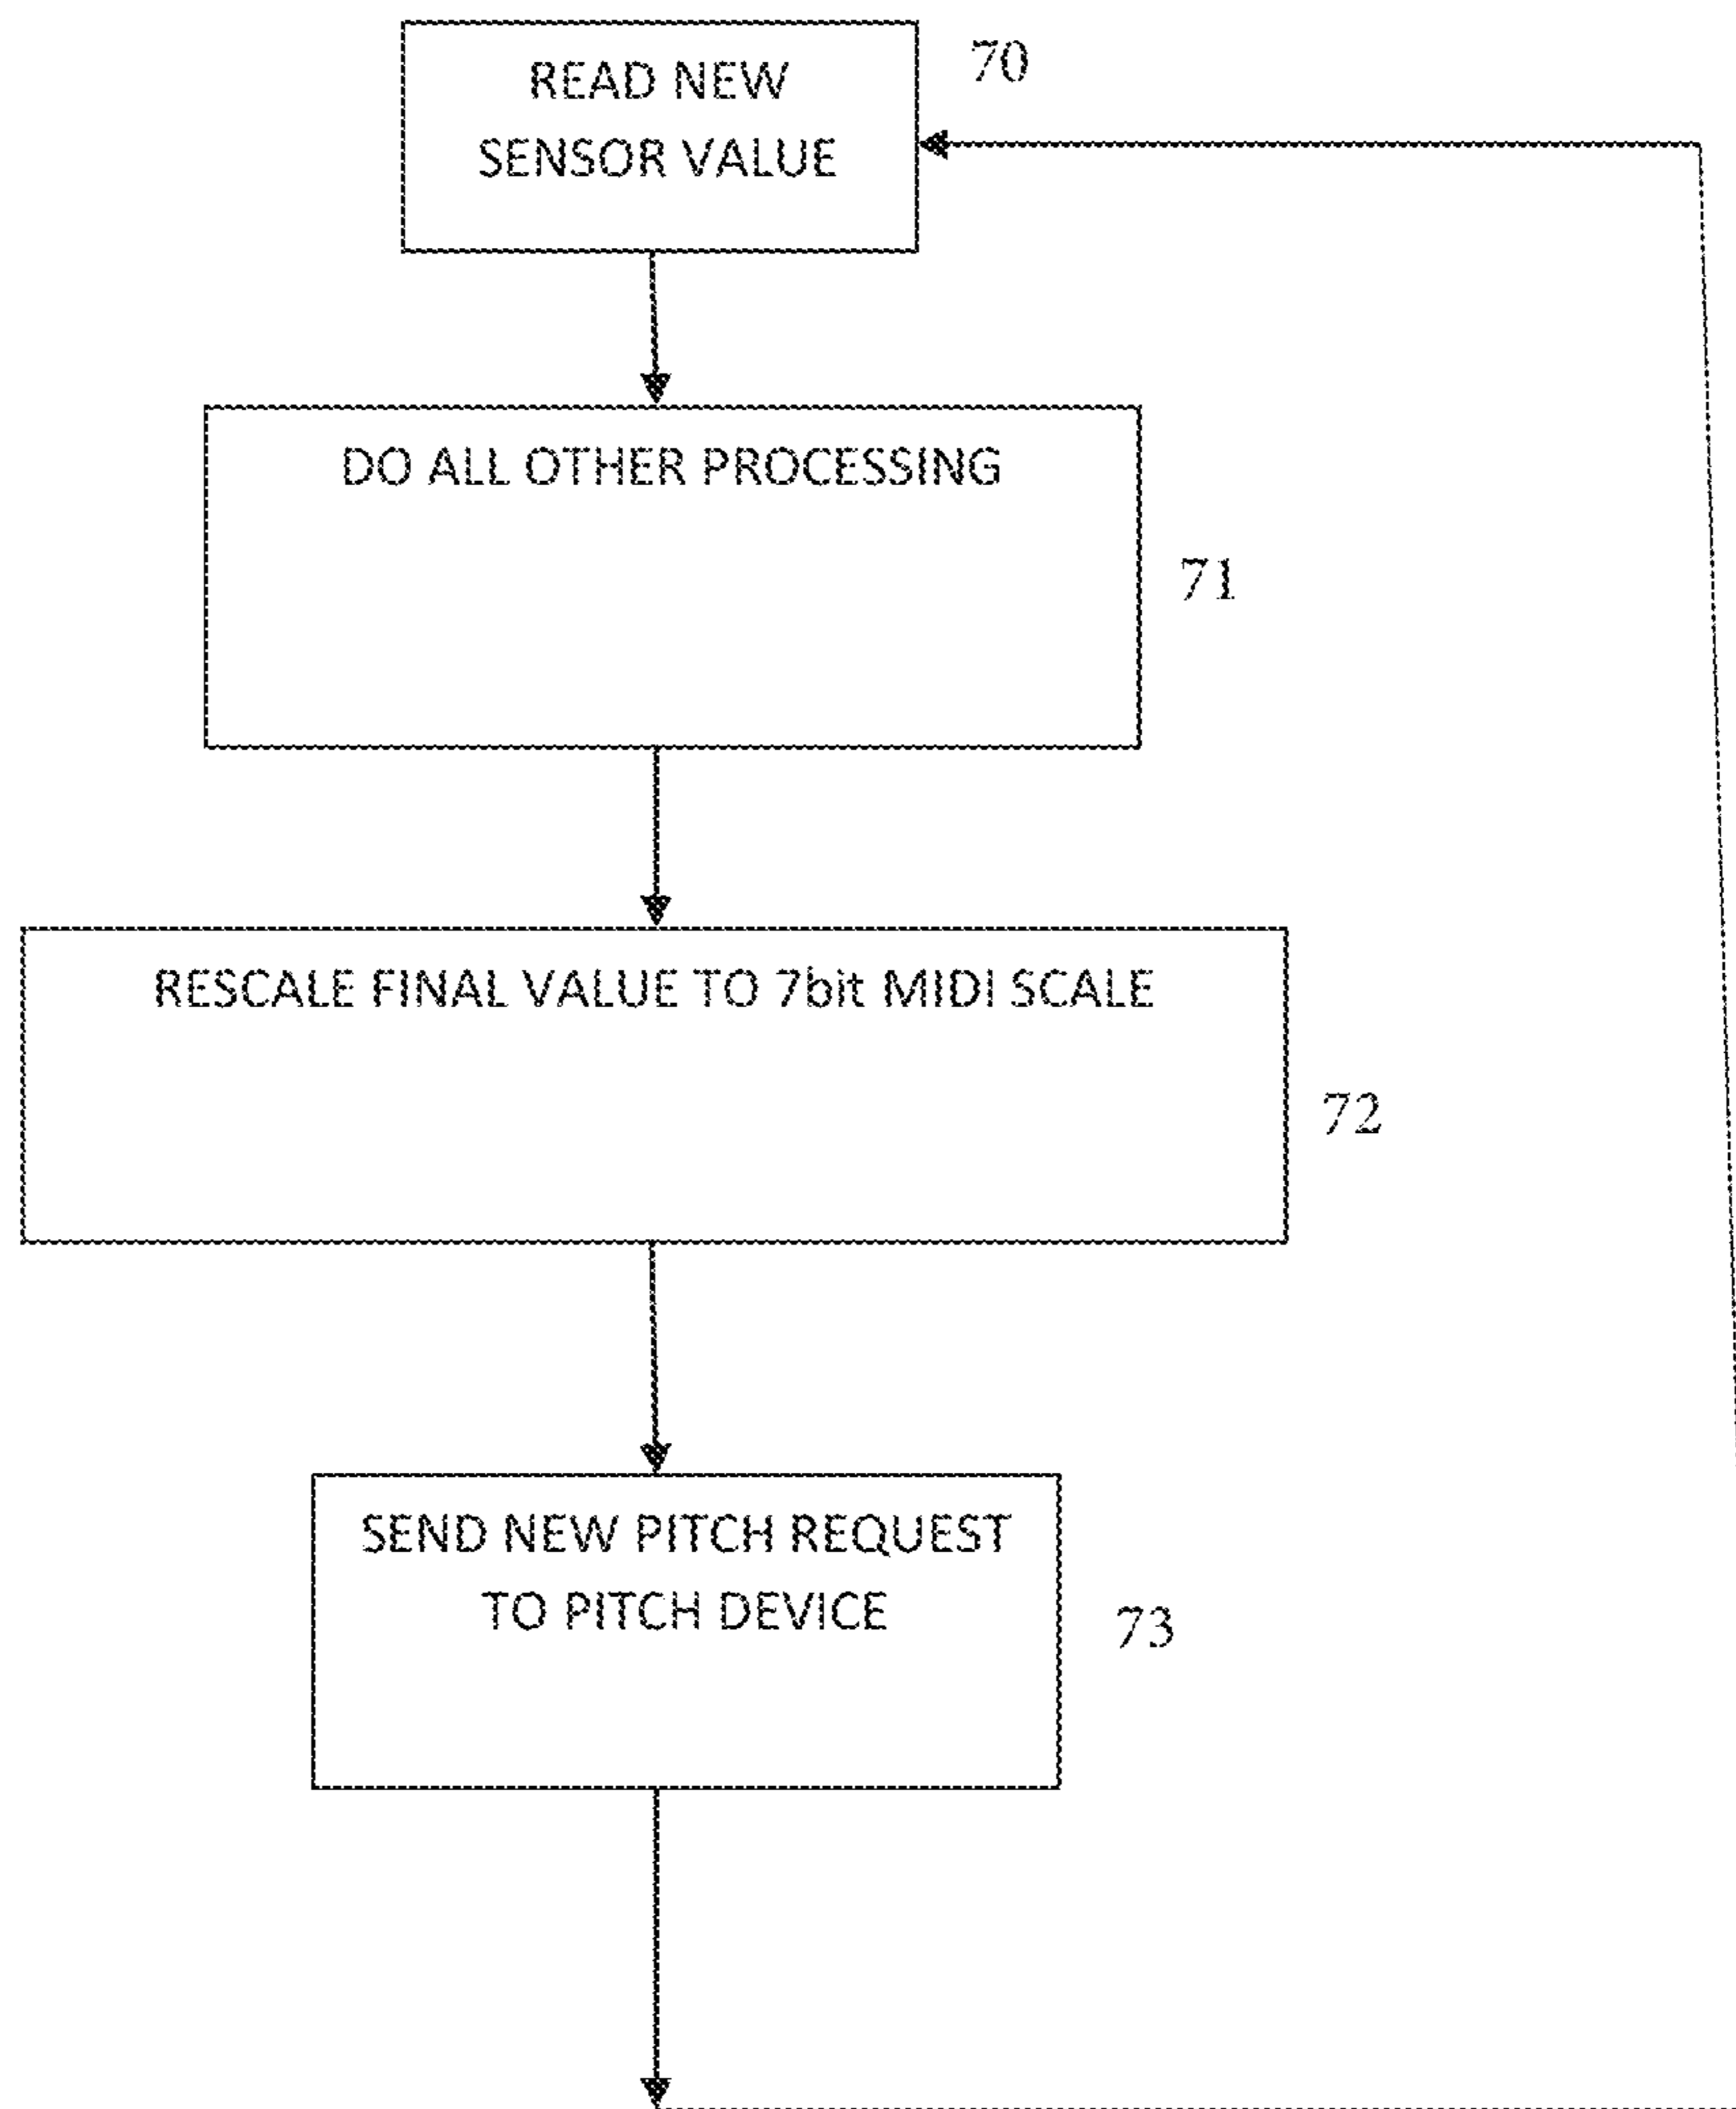 READ NEW
SENSOR VALUE
70
DO ALL OTHER PROCESSING
71
RESCALE FINAL VALUE TO 7bit MIDI SCALE
72
SEND NEW PITCH REQUEST
TO PITCH DEVICE
73